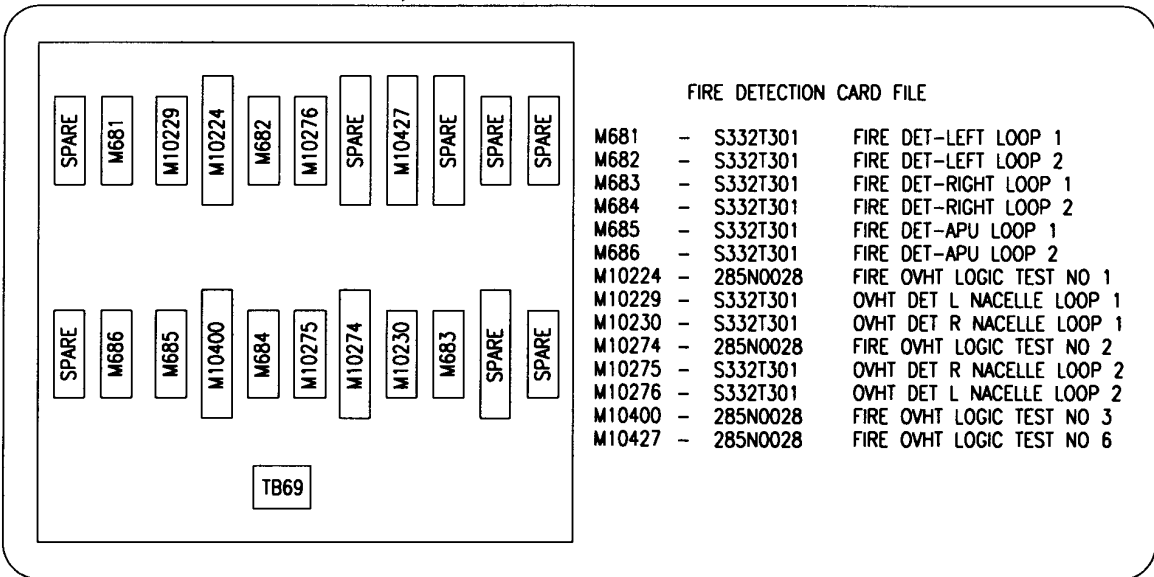 SPARE M681 M10229 M10224 M682 M10276 SPARE M10427 SPARE SPARE SPARE
SPARE M686 M685 M10400 M684 M10275 M10274 M10230 M683 SPARE SPARE
TB69
FIRE DETECTION CARD FILE
M681 – S332T301 FIRE DET–LEFT LOOP 1
M682 – S332T301 FIRE DET–LEFT LOOP 2
M683 – S332T301 FIRE DET–RIGHT LOOP 1
M684 – S332T301 FIRE DET–RIGHT LOOP 2
M685 – S332T301 FIRE DET–APU LOOP 1
M686 – S332T301 FIRE DET–APU LOOP 2
M10224 – 285N0028 FIRE OVHT LOGIC TEST NO 1
M10229 – S332T301 OVHT DET L NACELLE LOOP 1
M10230 – S332T301 OVHT DET R NACELLE LOOP 1
M10274 – 285N0028 FIRE OVHT LOGIC TEST NO 2
M10275 – S332T301 OVHT DET R NACELLE LOOP 2
M10276 – S332T301 OVHT DET L NACELLE LOOP 2
M10400 – 285N0028 FIRE OVHT LOGIC TEST NO 3
M10427 – 285N0028 FIRE OVHT LOGIC TEST NO 6